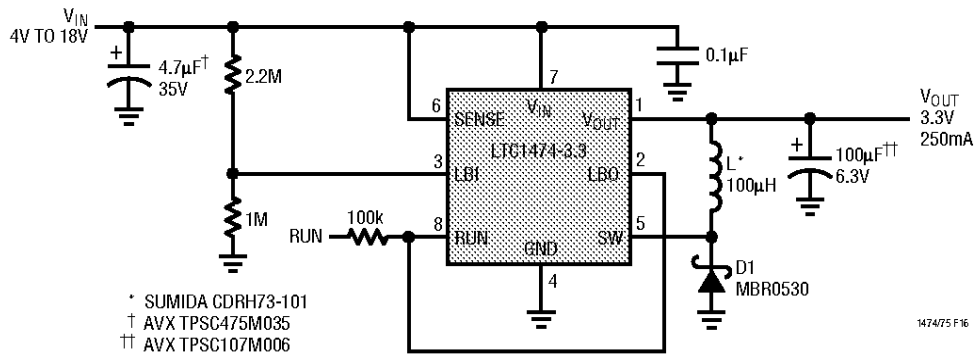 VIN
4V TO 18V
4.7µF†
35V
2.2M
0.1µF
7
6
1
SENSE
VIN
VOUT
LTC1474-3.3
3
2
LBI
LBO
1M
100k
8
5
RUN
RUN
GND
SW
4
L*
100µH
VOUT
3.3V
250mA
100µF††
6.3V
D1
MBR0530
* SUMIDA CDRH73-101
† AVX TPSC475M035
†† AVX TPSC107M006
1474/75 F16